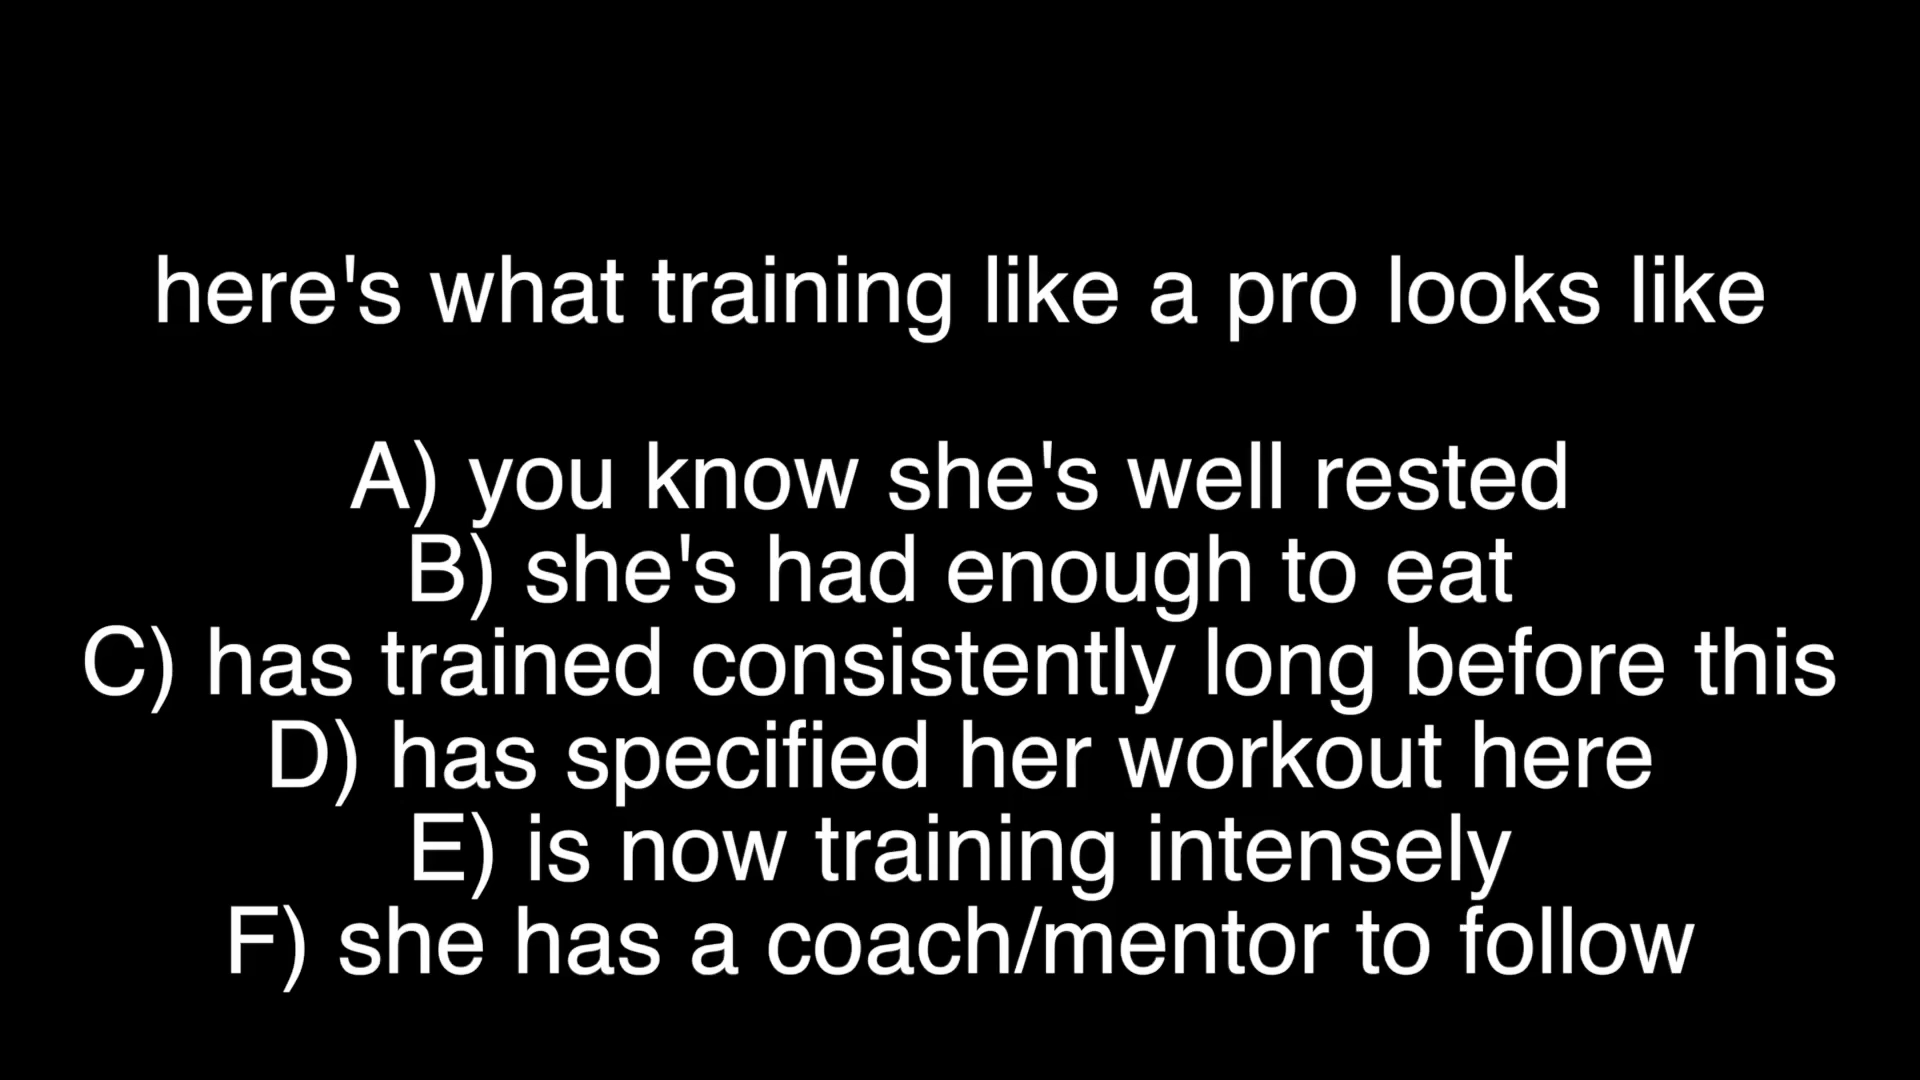 here's what training like a pro looks like
A) you know she's well rested
B) she's had enough to eat
C) has trained consistently long before this
D) has specified her workout here
E) is now training intensely
F) she has a coach/mentor to follow